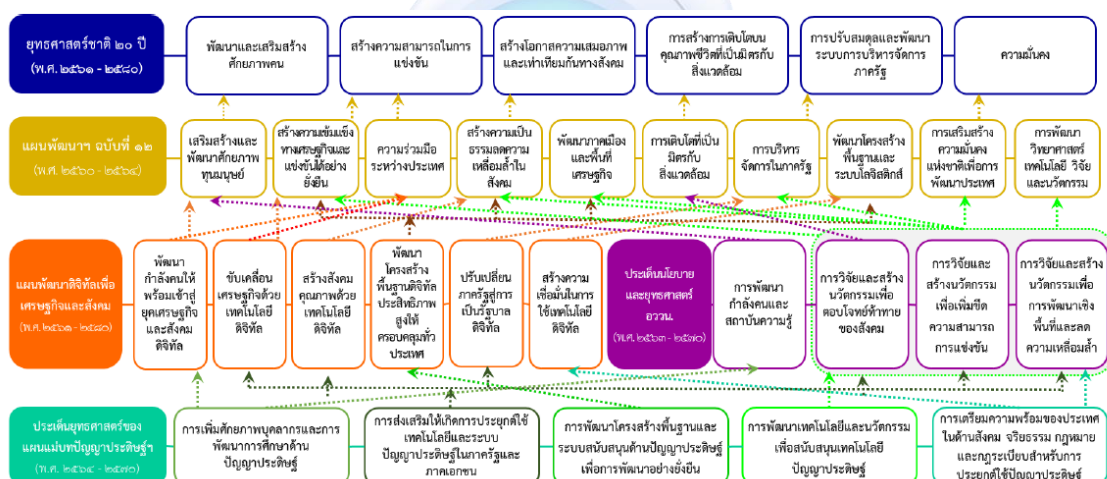 ยุทธศาสตร์ชาติ ๒๐ ปี
(พ.ศ. ๒๕๖๑ - ๒๕๘๐)
พัฒนาและเสริมสร้าง
ศักยภาพคน
สร้างความสามารถในการ
แข่งขัน
สร้างโอกาสความเสมอภาค
และเท่าเทียมกันทางสังคม
การสร้างการเติบโตบน
คุณภาพชีวิตที่เป็นมิตรกับ
สิ่งแวดล้อม
การปรับสมดุลและพัฒนา
ระบบการบริหารจัดการ
ภาครัฐ
ความมั่นคง
แผนพัฒนาฯ ฉบับที่ ๑๒
(พ.ศ. ๒๕๖๐ - ๒๕๖๔)
เสริมสร้างและ
พัฒนาศักยภาพ
ทุนมนุษย์
สร้างความเข้มแข็ง
ทางเศรษฐกิจและ
แข่งขันได้อย่าง
ยั่งยืน
ความร่วมมือ
ระหว่างประเทศ
สร้างความเป็น
ธรรมลดความ
เหลื่อมล้ำใน
สังคม
พัฒนาภาคเมือง
และพื้นที่
เศรษฐกิจ
การเติบโตที่เป็น
มิตรกับ
สิ่งแวดล้อม
การบริหาร
จัดการในภาครัฐ
พัฒนาโครงสร้าง
พื้นฐานและ
ระบบโลจิสติกส์
การเสริมสร้าง
ความมั่นคง
แห่งชาติเพื่อการ
พัฒนาประเทศ
การพัฒนา
วิทยาศาสตร์
เทคโนโลยี วิจัย
และนวัตกรรม
แผนพัฒนาดิจิทัลเพื่อ
เศรษฐกิจและสังคม
(พ.ศ. ๒๕๖๑ - ๒๕๘๐)
พัฒนา
กำลังคนให้
พร้อมเข้าสู่
ยุคเศรษฐกิจ
และสังคม
ดิจิทัล
ขับเคลื่อน
เศรษฐกิจด้วย
เทคโนโลยี
ดิจิทัล
สร้างสังคม
คุณภาพด้วย
เทคโนโลยี
ดิจิทัล
พัฒนา
โครงสร้าง
พื้นฐานดิจิทัล
ประสิทธิภาพ
สูงให้
ครอบคลุมทั่ว
ประเทศ
ปรับเปลี่ยน
ภาครัฐสู่การ
เป็นรัฐบาล
ดิจิทัล
สร้างความ
เชื่อมั่นในการ
ใช้เทคโนโลยี
ดิจิทัล
ประเด็นนโยบาย
และยุทธศาสตร์
อววน.
(พ.ศ. ๒๕๖๓ - ๒๕๗๐)
การพัฒนา
กำลังคนและ
สถาบันความรู้
การวิจัยและสร้าง
นวัตกรรมเพื่อ
ตอบโจทย์ท้าทาย
ของสังคม
การวิจัยและ
สร้างนวัตกรรม
เพื่อเพิ่มขีด
ความสามารถ
การแข่งขัน
การวิจัยและสร้าง
นวัตกรรมเพื่อ
การพัฒนาเชิง
พื้นที่และลด
ความเหลื่อมล้ำ
ประเด็นยุทธศาสตร์ของ
แผนแม่บทปัญญาประดิษฐ์ฯ
(พ.ศ. ๒๕๖๔ - ๒๕๗๐)
การเพิ่มศักยภาพบุคลากรและการ
พัฒนาการศึกษาด้าน
ปัญญาประดิษฐ์
การส่งเสริมให้เกิดการประยุกต์ใช้
เทคโนโลยีและระบบ
ปัญญาประดิษฐ์ในภาครัฐและ
ภาคเอกชน
การพัฒนาโครงสร้างพื้นฐานและ
ระบบสนับสนุนด้านปัญญาประดิษฐ์
เพื่อการพัฒนาอย่างยั่งยืน
การพัฒนาเทคโนโลยีและนวัตกรรม
เพื่อสนับสนุนเทคโนโลยี
ปัญญาประดิษฐ์
การเตรียมความพร้อมของประเทศ
ในด้านสังคม จริยธรรม กฎหมาย
และกฎระเบียบสำหรับการ
ประยุกต์ใช้ปัญญาประดิษฐ์